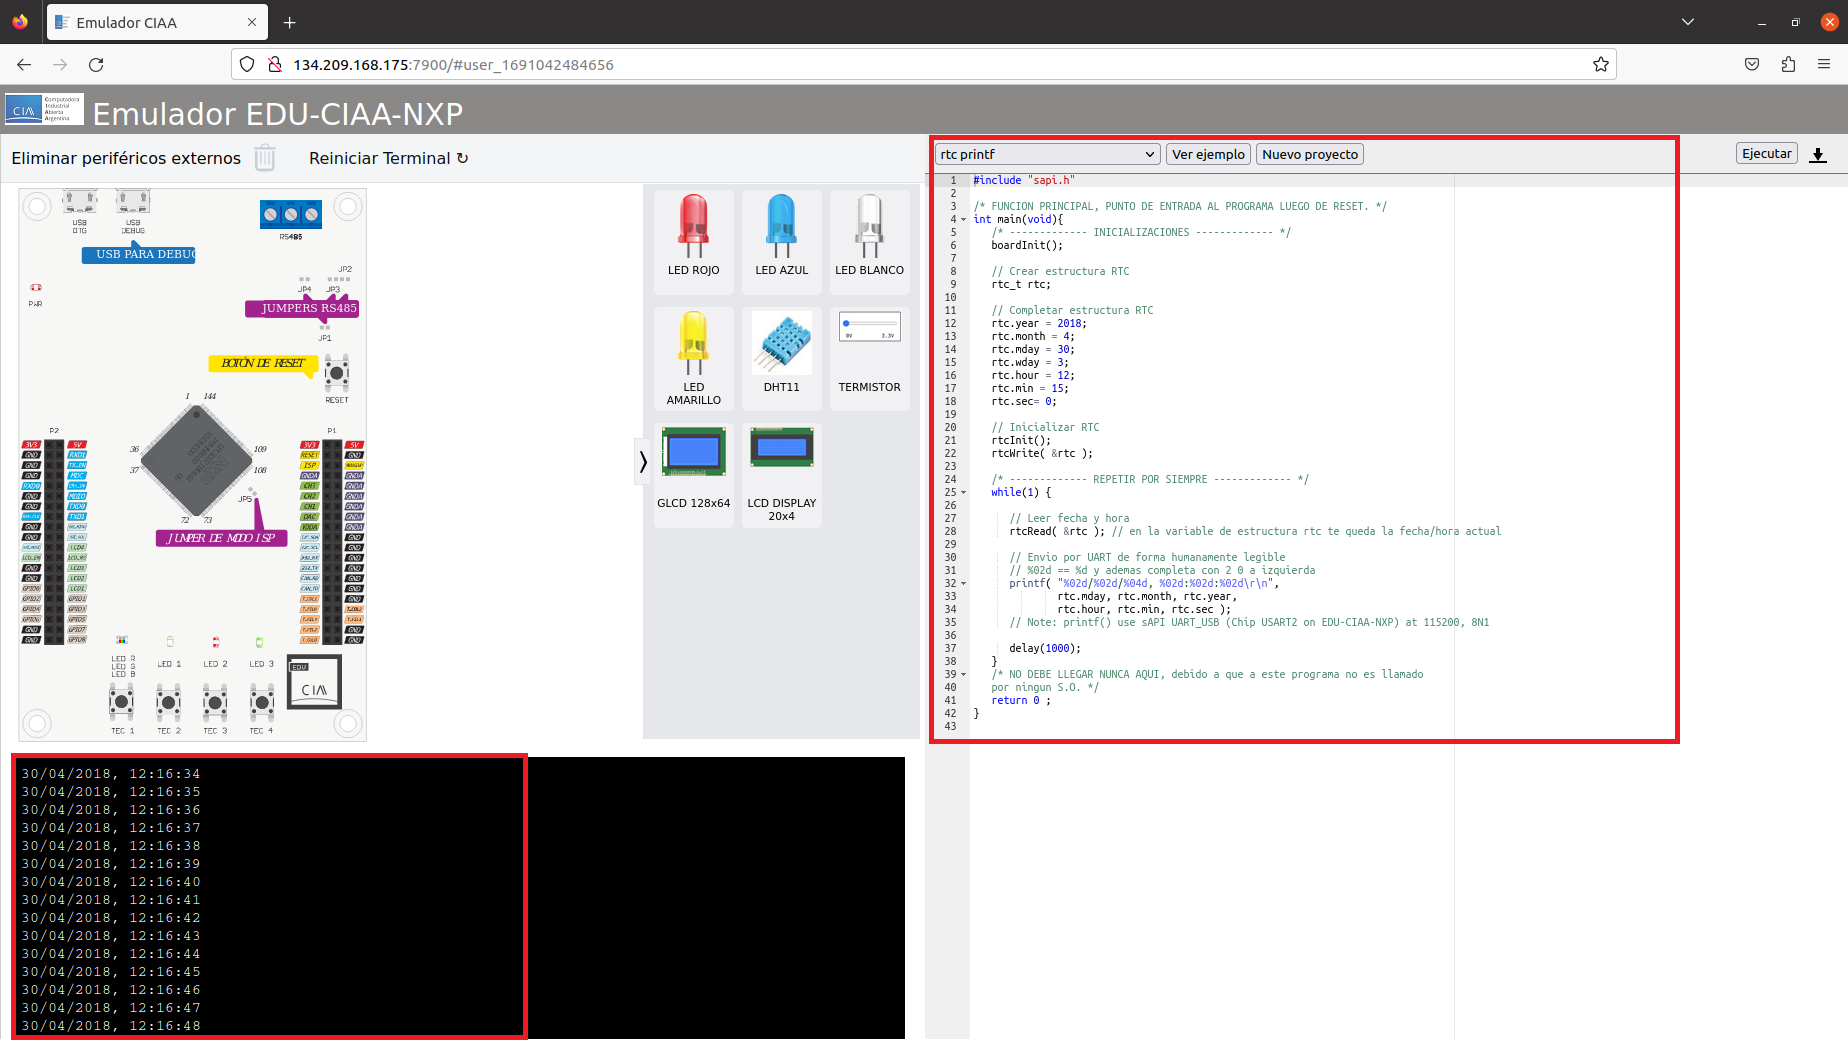 Emulador CIAA
134.209.168.175:7900/#user_1691042484656
CIAA
Computadora
Industrial
Abierta
Argentina
Emulador EDU-CIAA-NXP
Eliminar periféricos externos
Reiniciar Terminal ↻
USB
OTG
USB
DEBUG
RS485
USB PARA DEBUG
JP2
JP4
JP3
PWR
JUMPERS RS485
JP1
BOTÓN DE RESET
RESET
1
144
36
109
37
108
72
73
JP5
JUMPER DE MODO ISP
P2
P1
3V3
5V
3V3
5V
LED R
LED G
LED B
LED 1
LED 2
LED 3
EDU
CIAA
TEC 1
TEC 2
TEC 3
TEC 4
LED ROJO
LED AZUL
LED BLANCO
LED
AMARILLO
DHT11
0V
3.3V
TERMISTOR
GLCD 128x64
LCD DISPLAY
20x4
30/04/2018, 12:16:34
30/04/2018, 12:16:35
30/04/2018, 12:16:36
30/04/2018, 12:16:37
30/04/2018, 12:16:38
30/04/2018, 12:16:39
30/04/2018, 12:16:40
30/04/2018, 12:16:41
30/04/2018, 12:16:42
30/04/2018, 12:16:43
30/04/2018, 12:16:44
30/04/2018, 12:16:45
30/04/2018, 12:16:46
30/04/2018, 12:16:47
30/04/2018, 12:16:48
rtc printf
Ver ejemplo
Nuevo proyecto
Ejecutar
1 #include "sapi.h"
2
3 /* FUNCION PRINCIPAL, PUNTO DE ENTRADA AL PROGRAMA LUEGO DE RESET. */
4 int main(void){
5 /* ------------- INICIALIZACIONES ------------- */
6 boardInit();
7
8 // Crear estructura RTC
9 rtc_t rtc;
10
11 // Completar estructura RTC
12 rtc.year = 2018;
13 rtc.month = 4;
14 rtc.mday = 30;
15 rtc.wday = 3;
16 rtc.hour = 12;
17 rtc.min = 15;
18 rtc.sec= 0;
19
20 // Inicializar RTC
21 rtcInit();
22 rtcWrite( &rtc );
23
24 /* ------------- REPETIR POR SIEMPRE ------------- */
25 while(1) {
26
27 // Leer fecha y hora
28 rtcRead( &rtc ); // en la variable de estructura rtc te queda la fecha/hora actual
29
30 // Envio por UART de forma humanamente legible
31 // %02d == %d y ademas completa con 2 0 a izquierda
32 printf( "%02d/%02d/%04d, %02d:%02d:%02d\r\n",
33 rtc.mday, rtc.month, rtc.year,
34 rtc.hour, rtc.min, rtc.sec );
35 // Note: printf() use sAPI UART_USB (Chip USART2 on EDU-CIAA-NXP) at 115200, 8N1
36
37 delay(1000);
38 }
39 /* NO DEBE LLEGAR NUNCA AQUI, debido a que a este programa no es llamado
40 por ningun S.O. */
41 return 0 ;
42 }
43